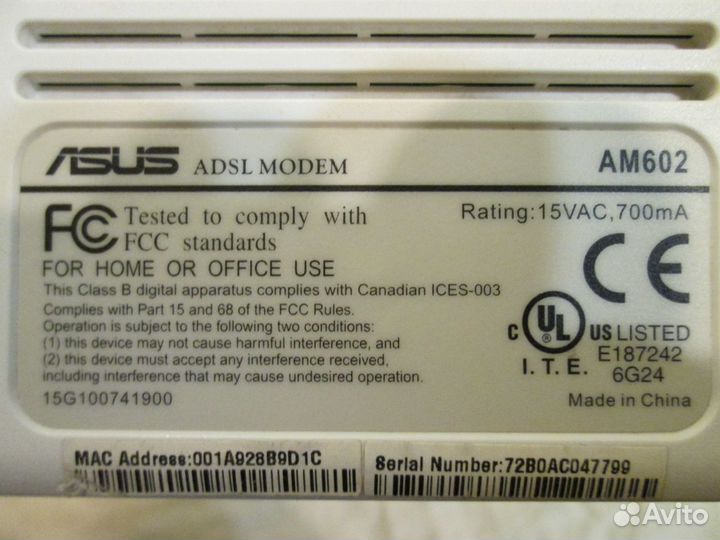 ASUS ADSL MODEM AM602
FC Tested to comply with
FCC standards
Rating:15VAC,700mA
FOR HOME OR OFFICE USE
This Class B digital apparatus complies with Canadian ICES-003
Complies with Part 15 and 68 of the FCC Rules.
Operation is subject to the following two conditions:
(1) this device may not cause harmful interference, and
(2) this device must accept any interference received,
including interference that may cause undesired operation.
15G100741900
CE
C UL US LISTED
I.T.E. E187242
6G24
Made in China
MAC Address:001A928B9D1C
Serial Number:72B0AC047799
Avito